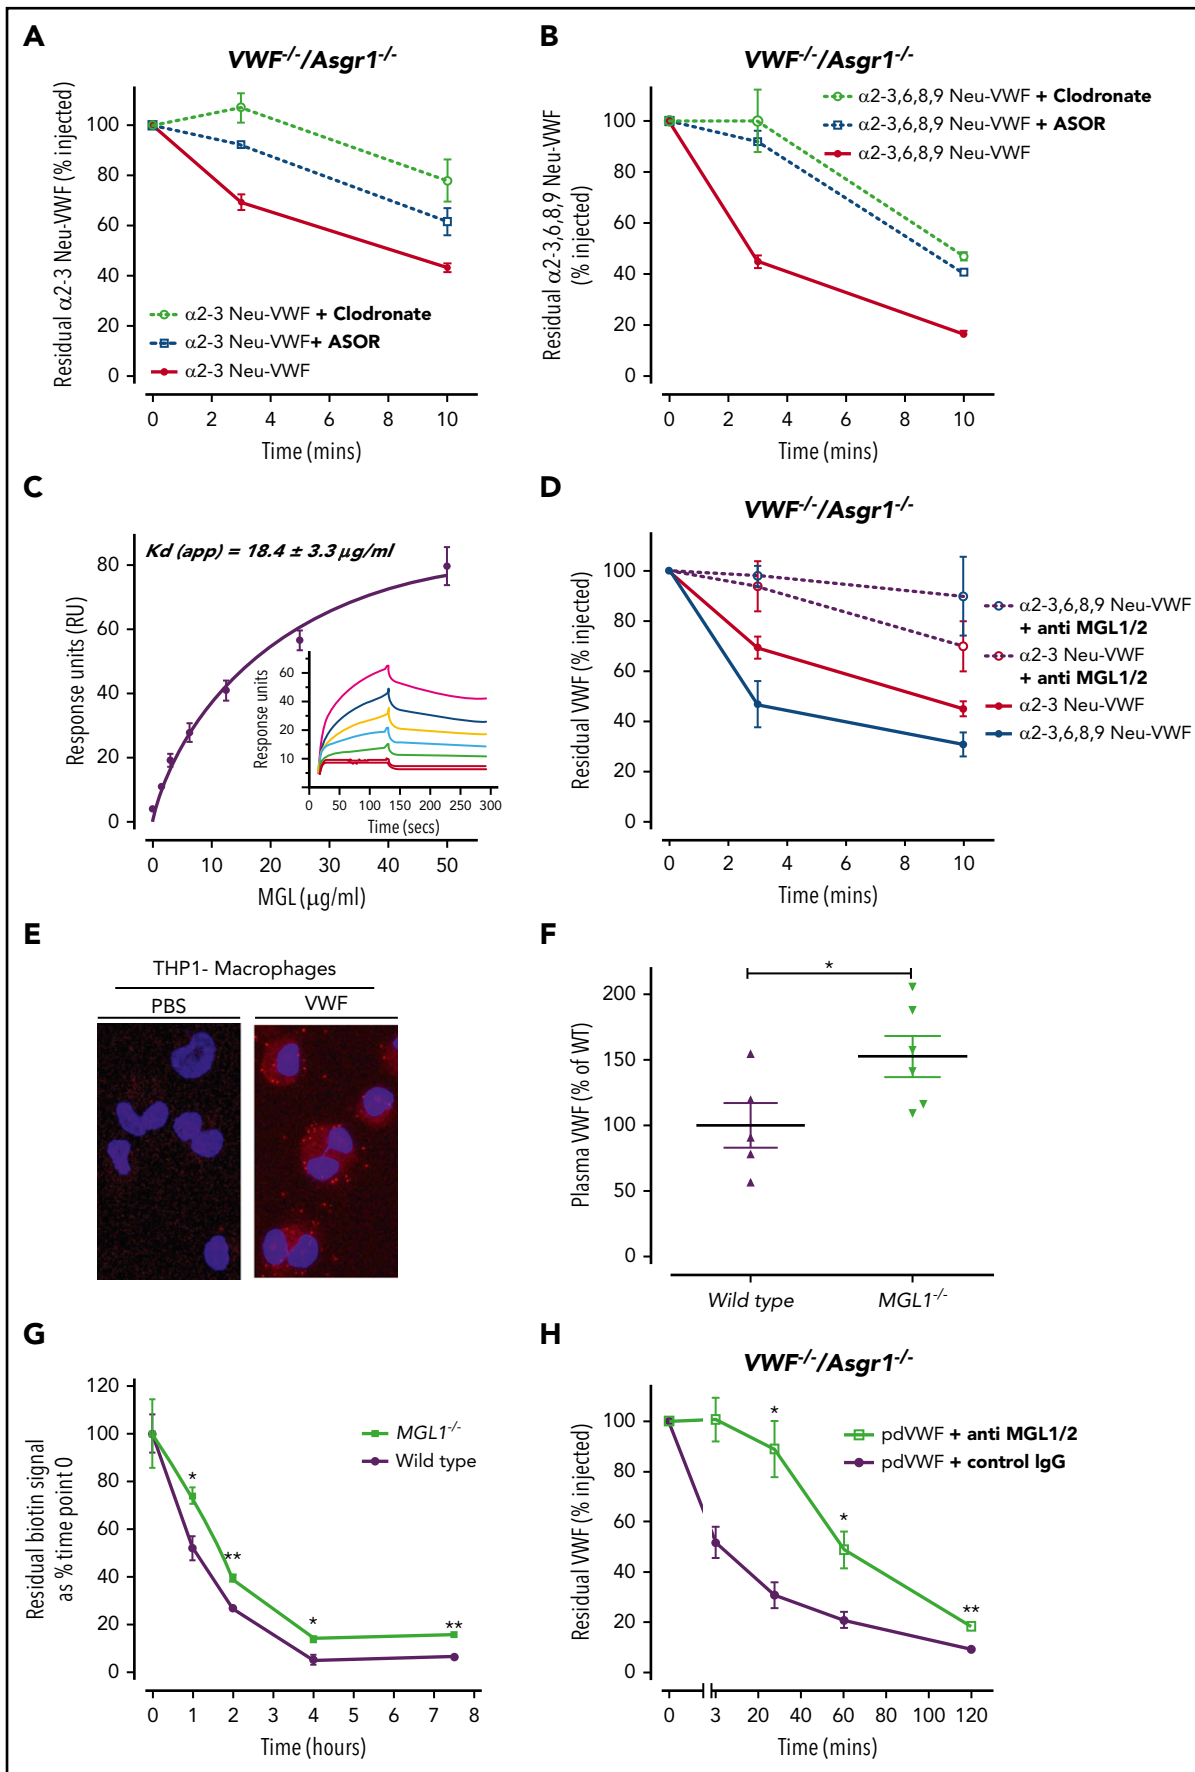 A
VWF-/-/Asgr1-/-
Residual α2-3 Neu-VWF (% injected)
100
80
60
40
20
0
α2-3 Neu-VWF + Clodronate
α2-3 Neu-VWF+ ASOR
α2-3 Neu-VWF
0 2 4 6 8 10
Time (mins)
B
VWF-/-/Asgr1-/-
Residual α2-3,6,8,9 Neu-VWF
(% injected)
α2-3,6,8,9 Neu-VWF + Clodronate
α2-3,6,8,9 Neu-VWF + ASOR
α2-3,6,8,9 Neu-VWF
100
80
60
40
20
0
0 2 4 6 8 10
Time (mins)
C
Kd (app) = 18.4 ± 3.3 μg/ml
Response units (RU)
80
60
40
20
0
Response units
60
40
20
10
0 50 100 150 200 250 300
Time (secs)
0 10 20 30 40 50
MGL (μg/ml)
D
VWF-/-/Asgr1-/-
Residual VWF (% injected)
100
80
60
40
20
0
α2-3,6,8,9 Neu-VWF
+ anti MGL1/2
α2-3 Neu-VWF
+ anti MGL1/2
α2-3 Neu-VWF
α2-3,6,8,9 Neu-VWF
0 2 4 6 8 10
Time (mins)
E
THP1- Macrophages
PBS VWF
F
*
Plasma VWF (% of WT)
200
150
100
50
0
Wild type MGL1-/-
G
Residual biotin signal
as % time point 0
120
100
80
60
40
20
0
MGL1-/-
Wild type
*
**
*
**
0 1 2 3 4 5 6 7 8
Time (hours)
H
VWF-/-/Asgr1-/-
Residual VWF (% injected)
100
80
60
40
20
0
pdVWF + anti MGL1/2
pdVWF + control IgG
*
*
**
0 3 20 40 60 80 100 120
Time (mins)